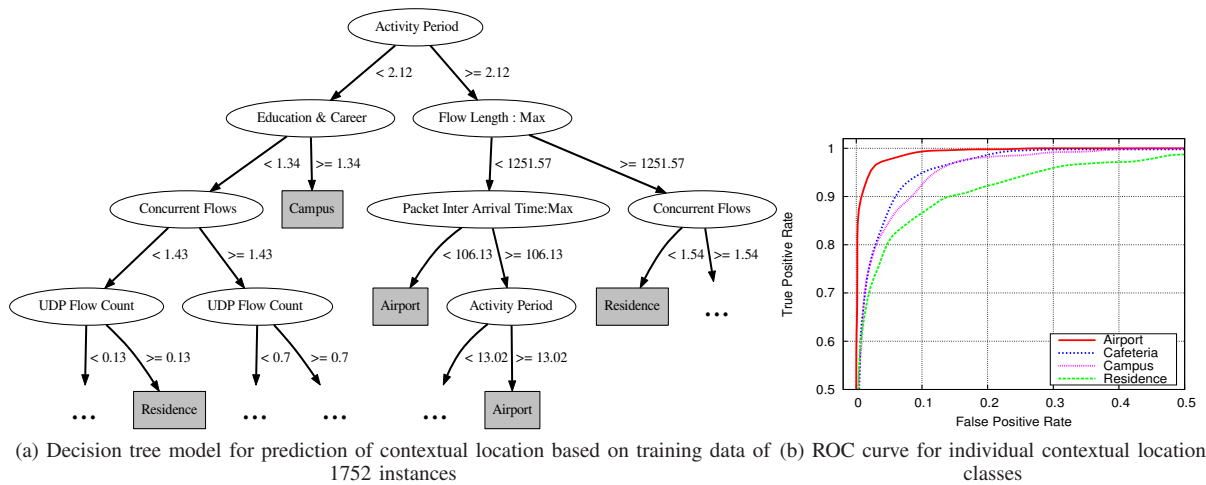 Activity Period
< 2.12
>= 2.12
Education & Career
Flow Length : Max
< 1.34
>= 1.34
< 1251.57
>= 1251.57
Concurrent Flows
Campus
Packet Inter Arrival Time:Max
Concurrent Flows
< 1.43
>= 1.43
< 106.13
>= 106.13
< 1.54
>= 1.54
UDP Flow Count
UDP Flow Count
Airport
Activity Period
Residence
...
< 0.13
>= 0.13
< 0.7
>= 0.7
< 13.02
>= 13.02
...
Residence
...
...
...
Airport
True Positive Rate
1
0.9
0.8
0.7
0.6
0.5
Airport
Cafeteria
Campus
Residence
0
0.1
0.2
0.3
0.4
0.5
False Positive Rate
(a) Decision tree model for prediction of contextual location based on training data of
1752 instances
(b) ROC curve for individual contextual location
classes